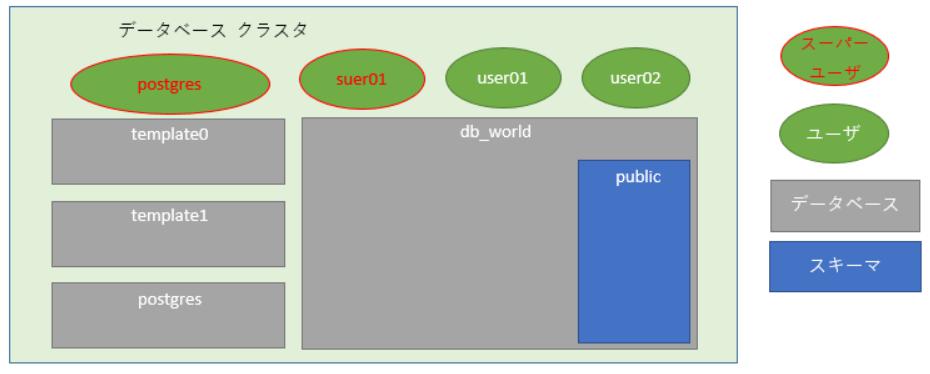 データベース クラスタ
postgres
suer01
user01
user02
template0
template1
postgres
db_world
public
スーパー
ユーザ
ユーザ
データベース
スキーマ